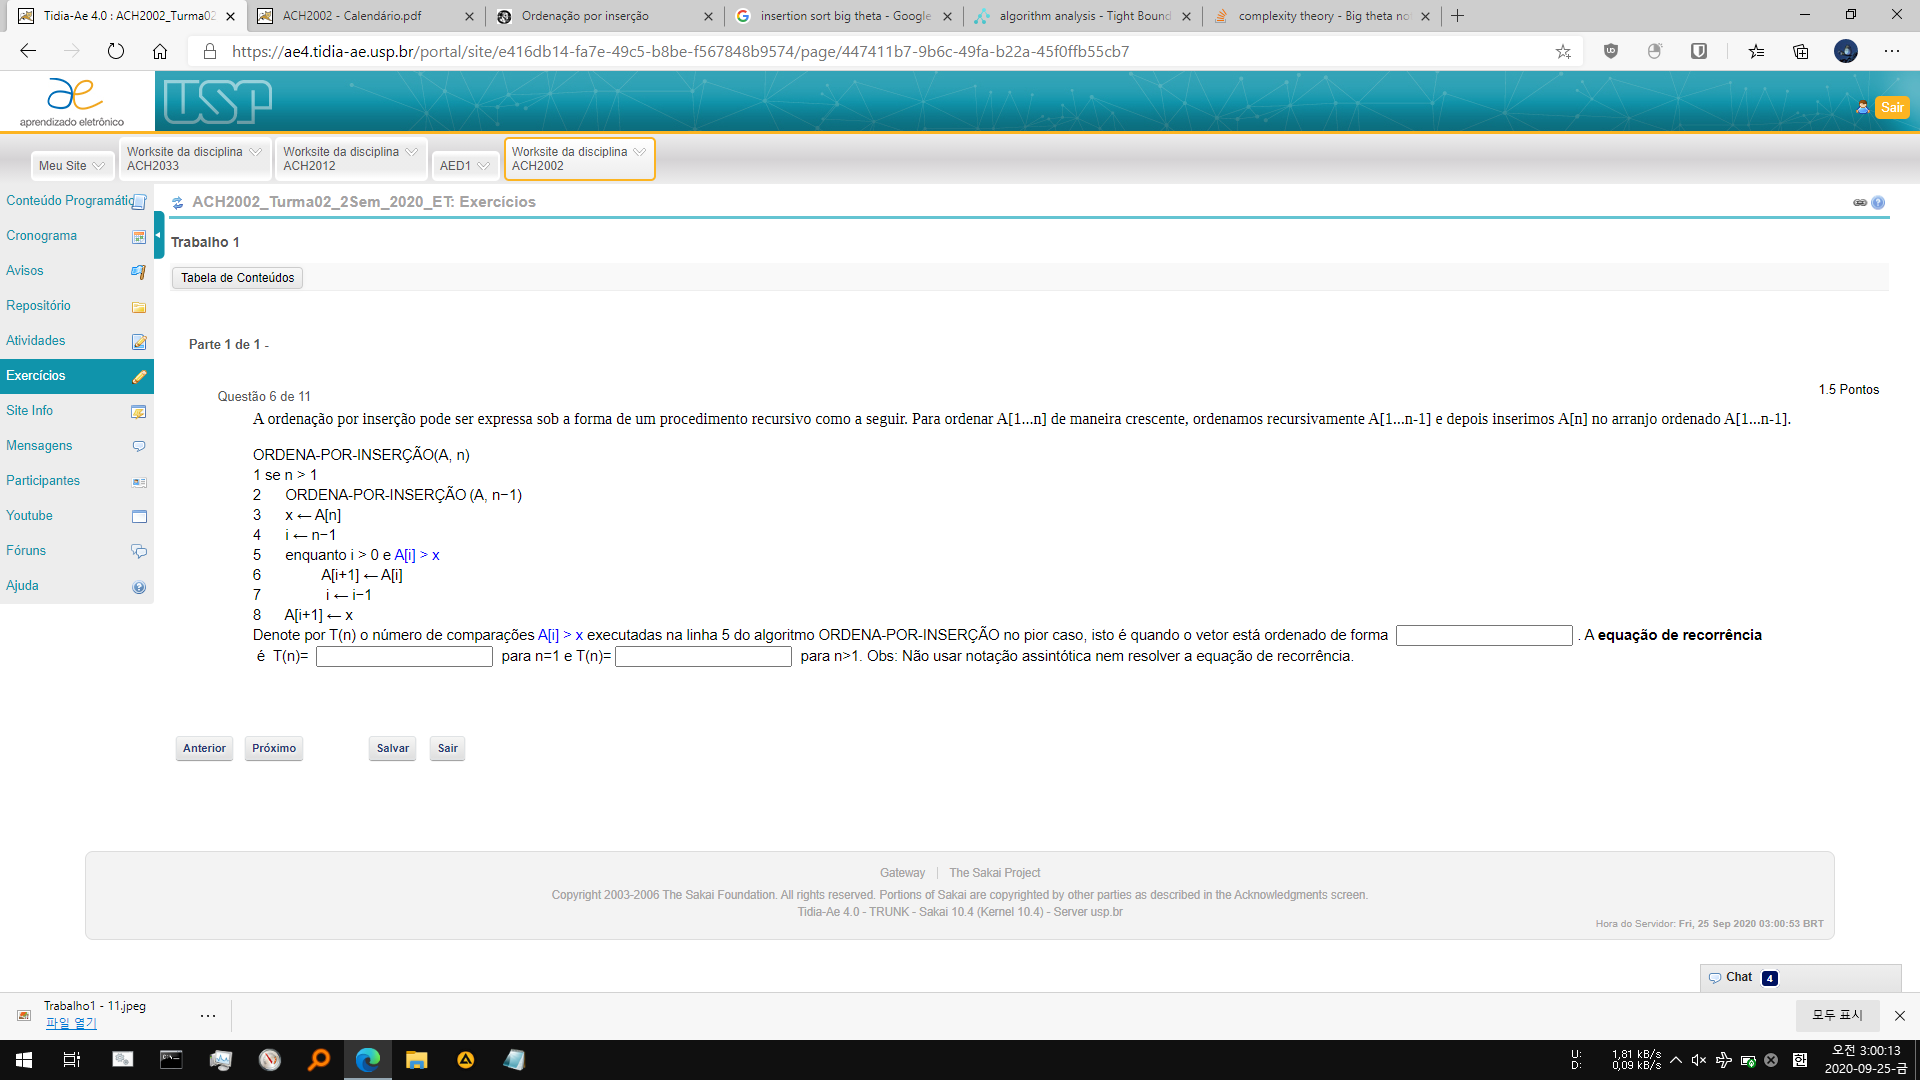 Tidia-Ae 4.0 : ACH2002_Turma02
ACH2002 - Calendário.pdf
Ordenação por inserção
insertion sort big theta - Google
algorithm analysis - Tight Bound
complexity theory - Big theta no
https://ae4.tidia-ae.usp.br/portal/site/e416db14-fa7e-49c5-b8be-f567848b9574/page/447411b7-9b6c-49fa-b22a-45f0ffb55cb7
ae
aprendizado eletrônico
USP
Sair
Meu Site
Worksite da disciplina ACH2033
Worksite da disciplina ACH2012
AED1
Worksite da disciplina ACH2002
Conteúdo Programátic
Cronograma
Avisos
Repositório
Atividades
Exercícios
Site Info
Mensagens
Participantes
Youtube
Fóruns
Ajuda
ACH2002_Turma02_2Sem_2020_ET: Exercícios
Trabalho 1
Tabela de Conteúdos
Parte 1 de 1 -
Questão 6 de 11
1.5 Pontos
A ordenação por inserção pode ser expressa sob a forma de um procedimento recursivo como a seguir. Para ordenar A[1...n] de maneira crescente, ordenamos recursivamente A[1...n-1] e depois inserimos A[n] no arranjo ordenado A[1...n-1].
ORDENA-POR-INSERÇÃO(A, n)
1 se n > 1
2 ORDENA-POR-INSERÇÃO (A, n−1)
3 x ← A[n]
4 i ← n−1
5 enquanto i > 0 e A[i] > x
6 A[i+1] ← A[i]
7 i ← i−1
8 A[i+1] ← x
Denote por T(n) o número de comparações A[i] > x executadas na linha 5 do algoritmo ORDENA-POR-INSERÇÃO no pior caso, isto é quando o vetor está ordenado de forma . A equação de recorrência
é T(n)= para n=1 e T(n)= para n>1. Obs: Não usar notação assintótica nem resolver a equação de recorrência.
Anterior
Próximo
Salvar
Sair
Gateway | The Sakai Project
Copyright 2003-2006 The Sakai Foundation. All rights reserved. Portions of Sakai are copyrighted by other parties as described in the Acknowledgments screen.
Tidia-Ae 4.0 - TRUNK - Sakai 10.4 (Kernel 10.4) - Server usp.br
Hora do Servidor: Fri, 25 Sep 2020 03:00:53 BRT
Chat 4
Trabalho1 - 11.jpeg
파일 열기
모두 표시
U: 1,81 kB/s
D: 0,09 kB/s
한
오전 3:00:13
2020-09-25-금